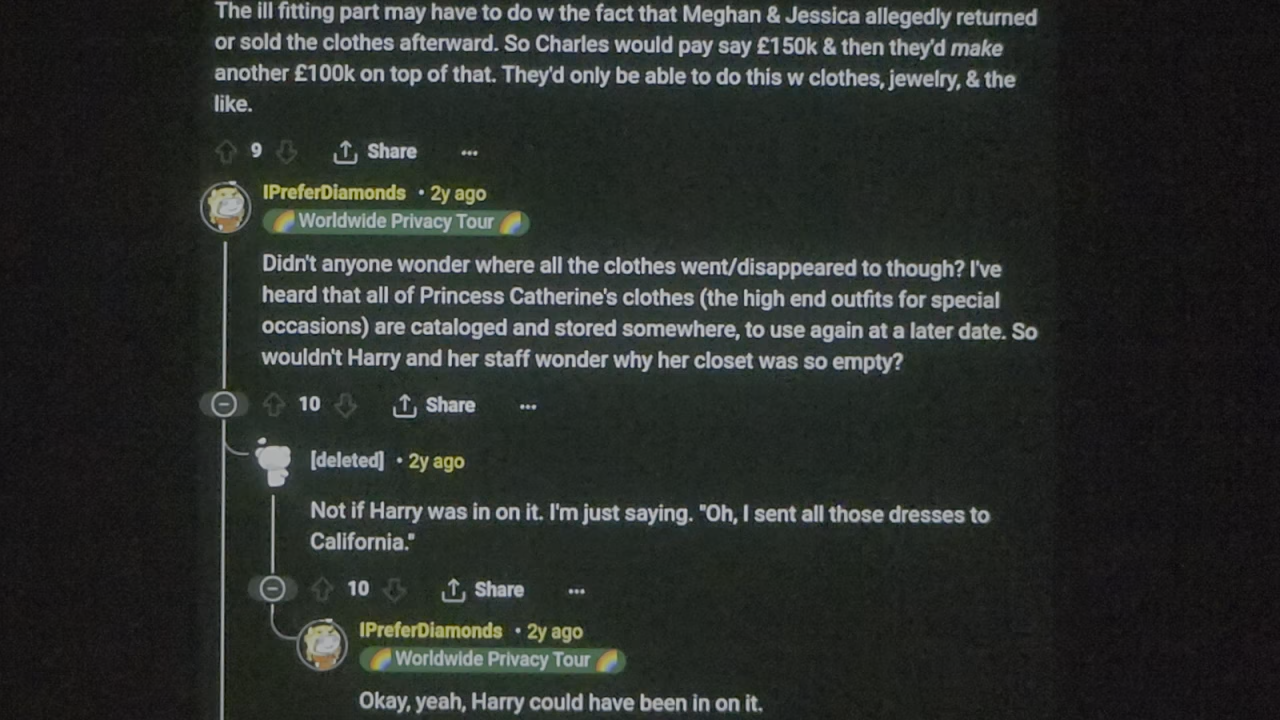 The ill fitting part may have to do w the fact that Meghan & Jessica allegedly returned
or sold the clothes afterward. So Charles would pay say £150k & then they'd make
another £100k on top of that. They'd only be able to do this w clothes, jewelry, & the
like.
9 Share ...
IPreferDiamonds • 2y ago
🌈 Worldwide Privacy Tour 🌈
Didn't anyone wonder where all the clothes went/disappeared to though? I've
heard that all of Princess Catherine's clothes (the high end outfits for special
occasions) are cataloged and stored somewhere, to use again at a later date. So
wouldn't Harry and her staff wonder why her closet was so empty?
10 Share ...
[deleted] • 2y ago
Not if Harry was in on it. I'm just saying. "Oh, I sent all those dresses to
California."
10 Share ...
IPreferDiamonds • 2y ago
🌈 Worldwide Privacy Tour 🌈
Okay, yeah, Harry could have been in on it.